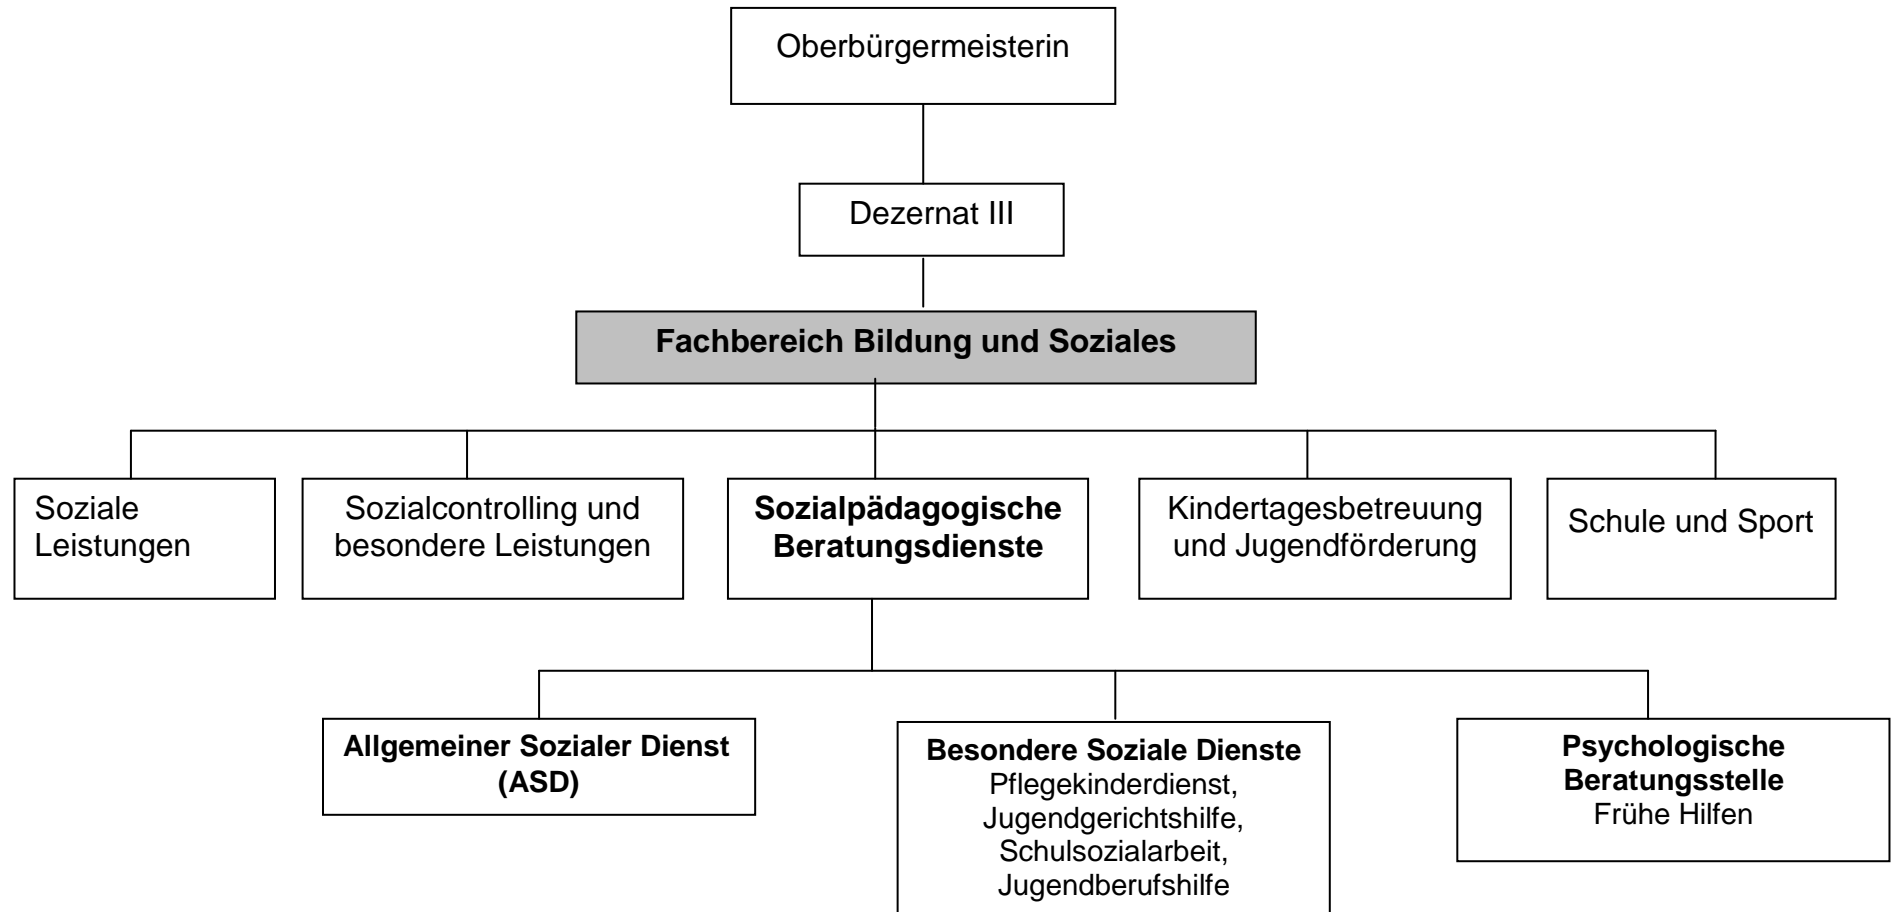 Oberbürgermeisterin
Dezernat III
Fachbereich Bildung und Soziales
Soziale
Leistungen
Sozialcontrolling und
besondere Leistungen
Sozialpädagogische
Beratungsdienste
Kindertagesbetreuung
und Jugendförderung
Schule und Sport
Allgemeiner Sozialer Dienst
(ASD)
Besondere Soziale Dienste
Pflegekinderdienst,
Jugendgerichtshilfe,
Schulsozialarbeit,
Jugendberufshilfe
Psychologische
Beratungsstelle
Frühe Hilfen